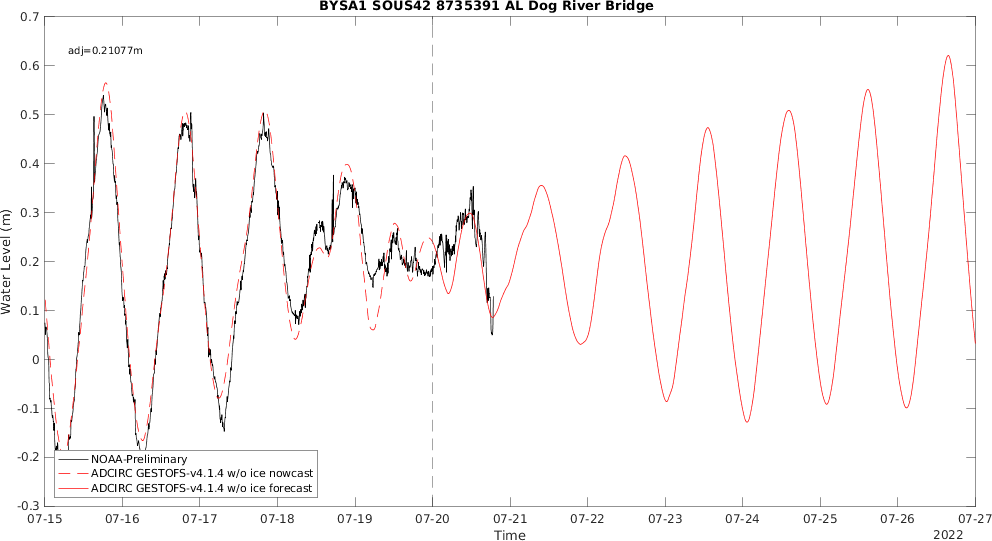 BYSA1 SOUS42 8735391 AL Dog River Bridge
adj=0.21077m
0.7
0.6
0.5
0.4
0.3
0.2
0.1
0
-0.1
-0.2
-0.3
Water Level (m)
NOAA-Preliminary
ADCIRC GESTOFS-v4.1.4 w/o ice nowcast
ADCIRC GESTOFS-v4.1.4 w/o ice forecast
07-15 07-16 07-17 07-18 07-19 07-20 07-21 07-22 07-23 07-24 07-25 07-26 07-27
Time
2022